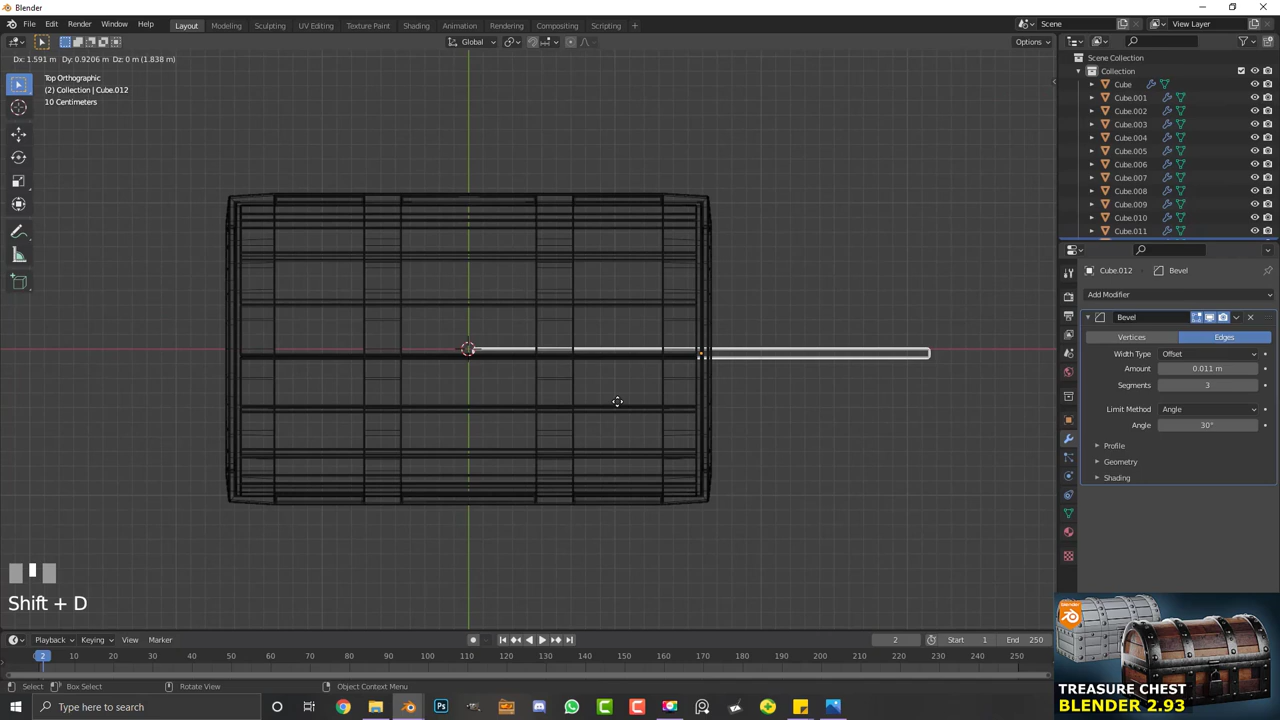 Blender
File Edit Render Window Help Layout Modeling Sculpting UV Editing Texture Paint Shading Animation Rendering Compositing Scripting Scene View Layer
Global Options
Dx: 1.591 m Dy: 0.9206 m Dz: 0 m (1.838 m)
Top Orthographic
(2) Collection | Cube.012
10 Centimeters
Scene Collection
Collection
Cube
Cube.001
Cube.002
Cube.003
Cube.004
Cube.005
Cube.006
Cube.007
Cube.008
Cube.009
Cube.010
Cube.011
Cube.012 Bevel
Add Modifier
Bevel
Vertices Edges
Width Type Offset
Amount 0.011 m
Segments 3
Limit Method Angle
Angle 30°
Profile
Geometry
Shading
Shift + D
Playback Keying View Marker 2 Start 1 End 250
2 10 20 30 40 50 60 70 80 90 100 110 120 130 140 150 160 170 180 190 200 210 220 230 240 250
Select Box Select Rotate View Object Context Menu
Type here to search
blender
TREASURE CHEST
BLENDER 2.93